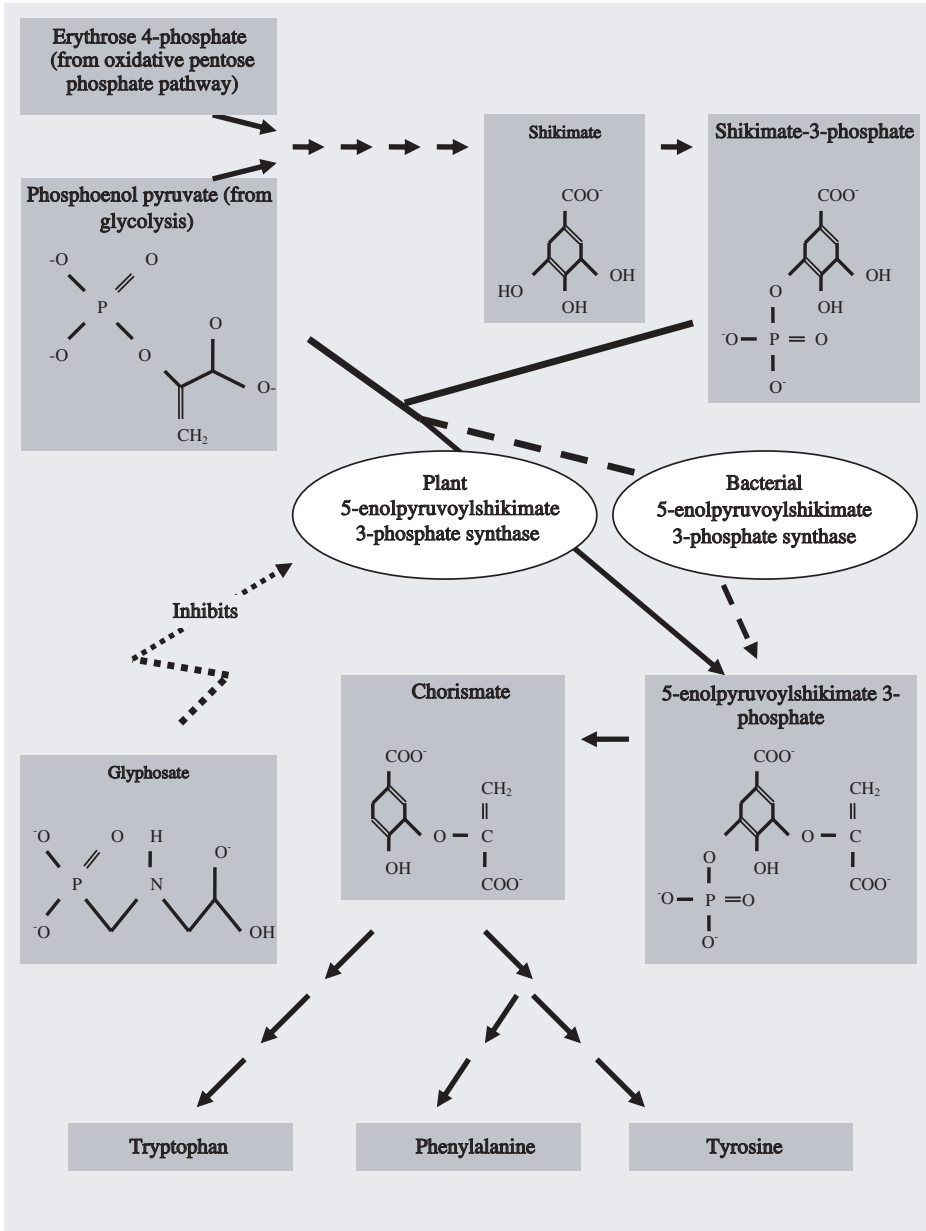 Erythrose 4-phosphate
(from oxidative pentose
phosphate pathway)
Shikimate
COO⁻
HO
OH
OH
Shikimate-3-phosphate
COO⁻
O
OH
OH
⁻O
P
=
O
O⁻
Phosphoenol pyruvate (from
glycolysis)
-O
O
P
-O
O
O
O-
CH₂
Plant
5-enolpyruvoylshikimate
3-phosphate synthase
Bacterial
5-enolpyruvoylshikimate
3-phosphate synthase
Inhibits
Glyphosate
⁻O
O
H
O⁻
P
N
⁻O
OH
Chorismate
COO⁻
CH₂
O
C
OH
COO⁻
5-enolpyruvoylshikimate 3-
phosphate
COO⁻
CH₂
O
C
O
OH
COO⁻
⁻O
P
=O
O⁻
Tryptophan
Phenylalanine
Tyrosine